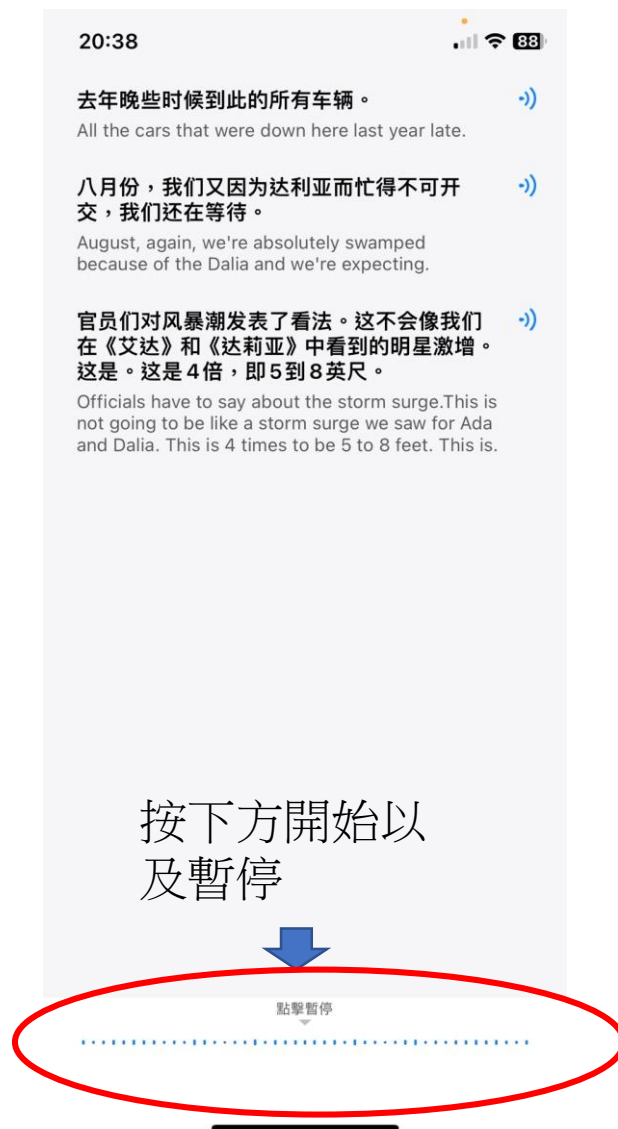 20:38
88
去年晚些时候到此的所有车辆。
All the cars that were down here last year late.
八月份，我们又因为达利亚而忙得不可开
交，我们还在等待。
August, again, we're absolutely swamped
because of the Dalia and we're expecting.
官员们对风暴潮发表了看法。这不会像我们
在《艾达》和《达莉亚》中看到的明星激增。
这是。这是4倍，即5到8英尺。
Officials have to say about the storm surge.This is
not going to be like a storm surge we saw for Ada
and Dalia. This is 4 times to be 5 to 8 feet. This is.
按下方開始以
及暫停
點擊暫停